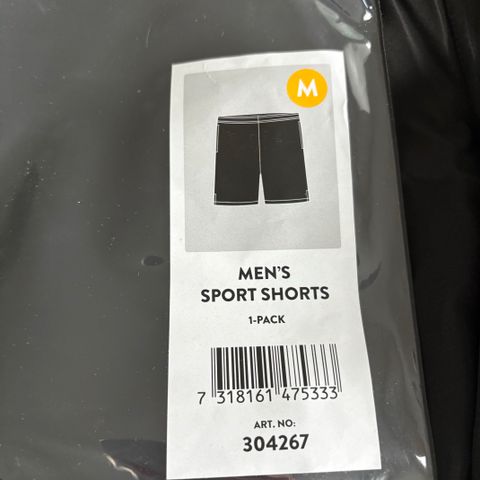 M
MEN'S
SPORT SHORTS
1-PACK
7 318161 475333
ART. NO:
304267